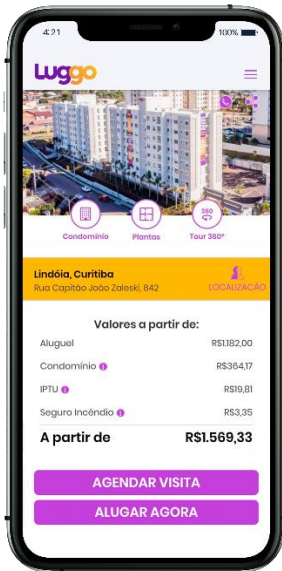 4:21
100%
Luggo
Condomínio Plantas Tour 360º
360
Lindóia, Curitiba
Rua Capitão João Zaleski, 842
LOCALIZAÇÃO
Valores a partir de:
Aluguel R$1.182,00
Condomínio R$364,17
IPTU R$19,81
Seguro Incêndio R$3,35
A partir de R$1.569,33
AGENDAR VISITA
ALUGAR AGORA